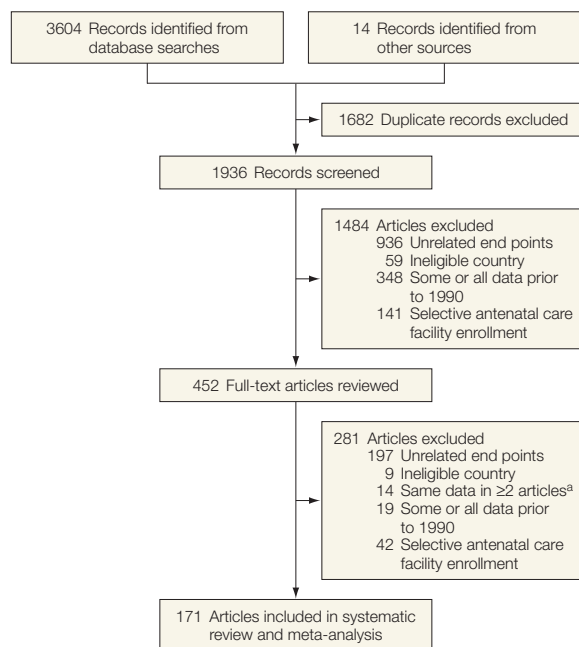 3604 Records identified from
database searches
14 Records identified from
other sources
1682 Duplicate records excluded
1936 Records screened
1484 Articles excluded
936 Unrelated end points
59 Ineligible country
348 Some or all data prior
to 1990
141 Selective antenatal care
facility enrollment
452 Full-text articles reviewed
281 Articles excluded
197 Unrelated end points
9 Ineligible country
14 Same data in ≥2 articlesᵃ
19 Some or all data prior
to 1990
42 Selective antenatal care
facility enrollment
171 Articles included in systematic
review and meta-analysis